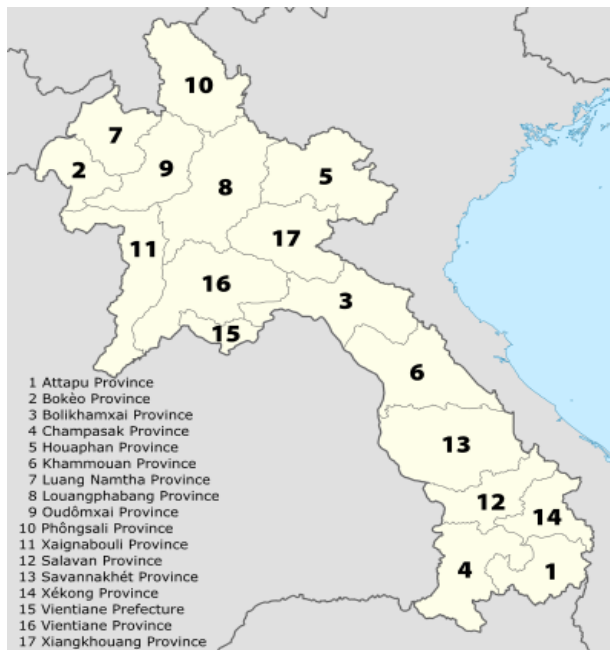 10
7
9
2
5
8
17
11
16
3
15
6
13
12
14
4
1
1 Attapu Province
2 Bokèo Province
3 Bolikhamxai Province
4 Champasak Province
5 Houaphan Province
6 Khammouan Province
7 Luang Namtha Province
8 Louangphabang Province
9 Oudômxai Province
10 Phôngsali Province
11 Xaignabouli Province
12 Salavan Province
13 Savannakhét Province
14 Xékong Province
15 Vientiane Prefecture
16 Vientiane Province
17 Xiangkhouang Province